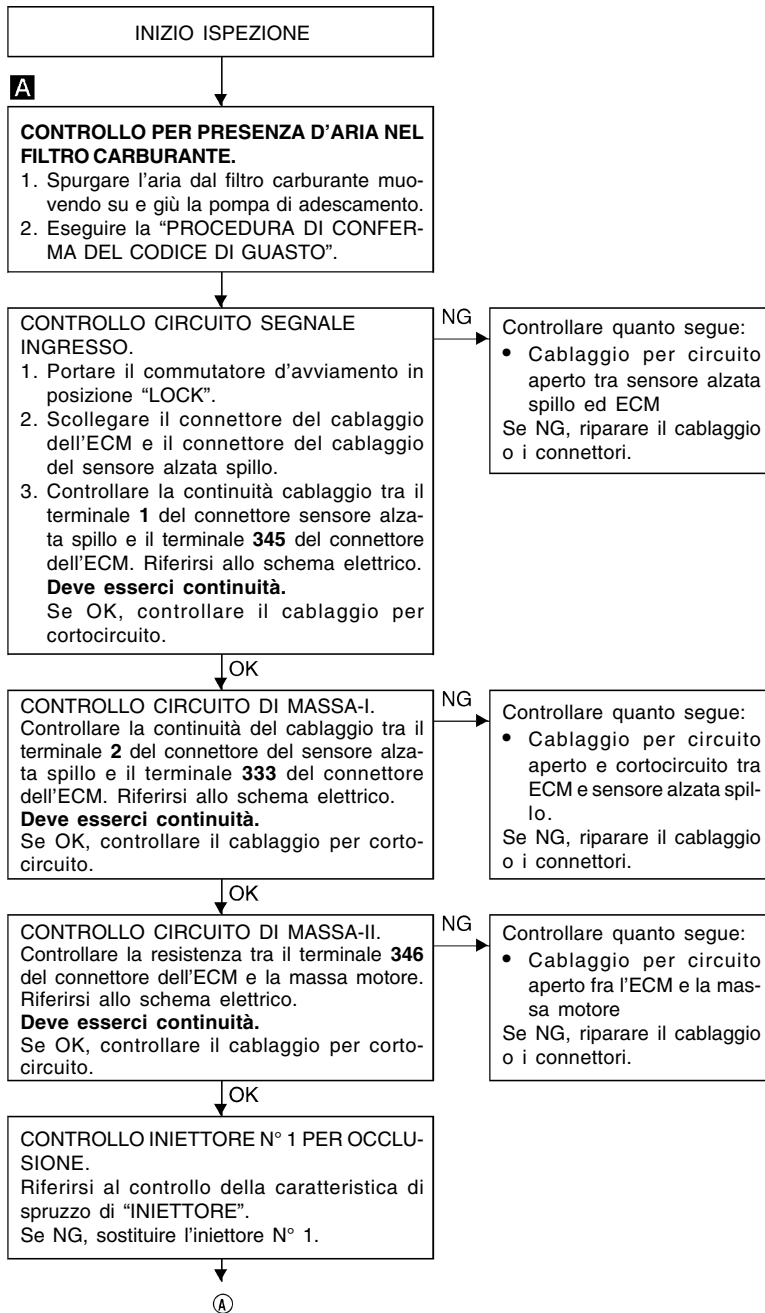 INIZIO ISPEZIONE
A
CONTROLLO PER PRESENZA D'ARIA NEL
FILTRO CARBURANTE.
1. Spurgare l'aria dal filtro carburante muo-
vendo su e giù la pompa di adescamento.
2. Eseguire la “PROCEDURA DI CONFER-
MA DEL CODICE DI GUASTO”.
CONTROLLO CIRCUITO SEGNALE
INGRESSO.
1. Portare il commutatore d'avviamento in
posizione “LOCK”.
2. Scollegare il connettore del cablaggio
dell'ECM e il connettore del cablaggio
del sensore alzata spillo.
3. Controllare la continuità cablaggio tra il
terminale 1 del connettore sensore alza-
ta spillo e il terminale 345 del connettore
dell'ECM. Riferirsi allo schema elettrico.
Deve esserci continuità.
Se OK, controllare il cablaggio per
cortocircuito.
NG
Controllare quanto segue:
• Cablaggio per circuito
aperto tra sensore alzata
spillo ed ECM
Se NG, riparare il cablaggio
o i connettori.
OK
CONTROLLO CIRCUITO DI MASSA-I.
Controllare la continuità del cablaggio tra il
terminale 2 del connettore del sensore alza-
ta spillo e il terminale 333 del connettore
dell'ECM. Riferirsi allo schema elettrico.
Deve esserci continuità.
Se OK, controllare il cablaggio per corto-
circuito.
NG
Controllare quanto segue:
• Cablaggio per circuito
aperto e cortocircuito tra
ECM e sensore alzata spil-
lo.
Se NG, riparare il cablaggio
o i connettori.
OK
CONTROLLO CIRCUITO DI MASSA-II.
Controllare la resistenza tra il terminale 346
del connettore dell'ECM e la massa motore.
Riferirsi allo schema elettrico.
Deve esserci continuità.
Se OK, controllare il cablaggio per corto-
circuito.
NG
Controllare quanto segue:
• Cablaggio per circuito
aperto fra l'ECM e la mas-
sa motore
Se NG, riparare il cablaggio
o i connettori.
OK
CONTROLLO INIETTORE N° 1 PER OCCLU-
SIONE.
Riferirsi al controllo della caratteristica di
spruzzo di “INIETTORE”.
Se NG, sostituire l'iniettore N° 1.
Ⓐ